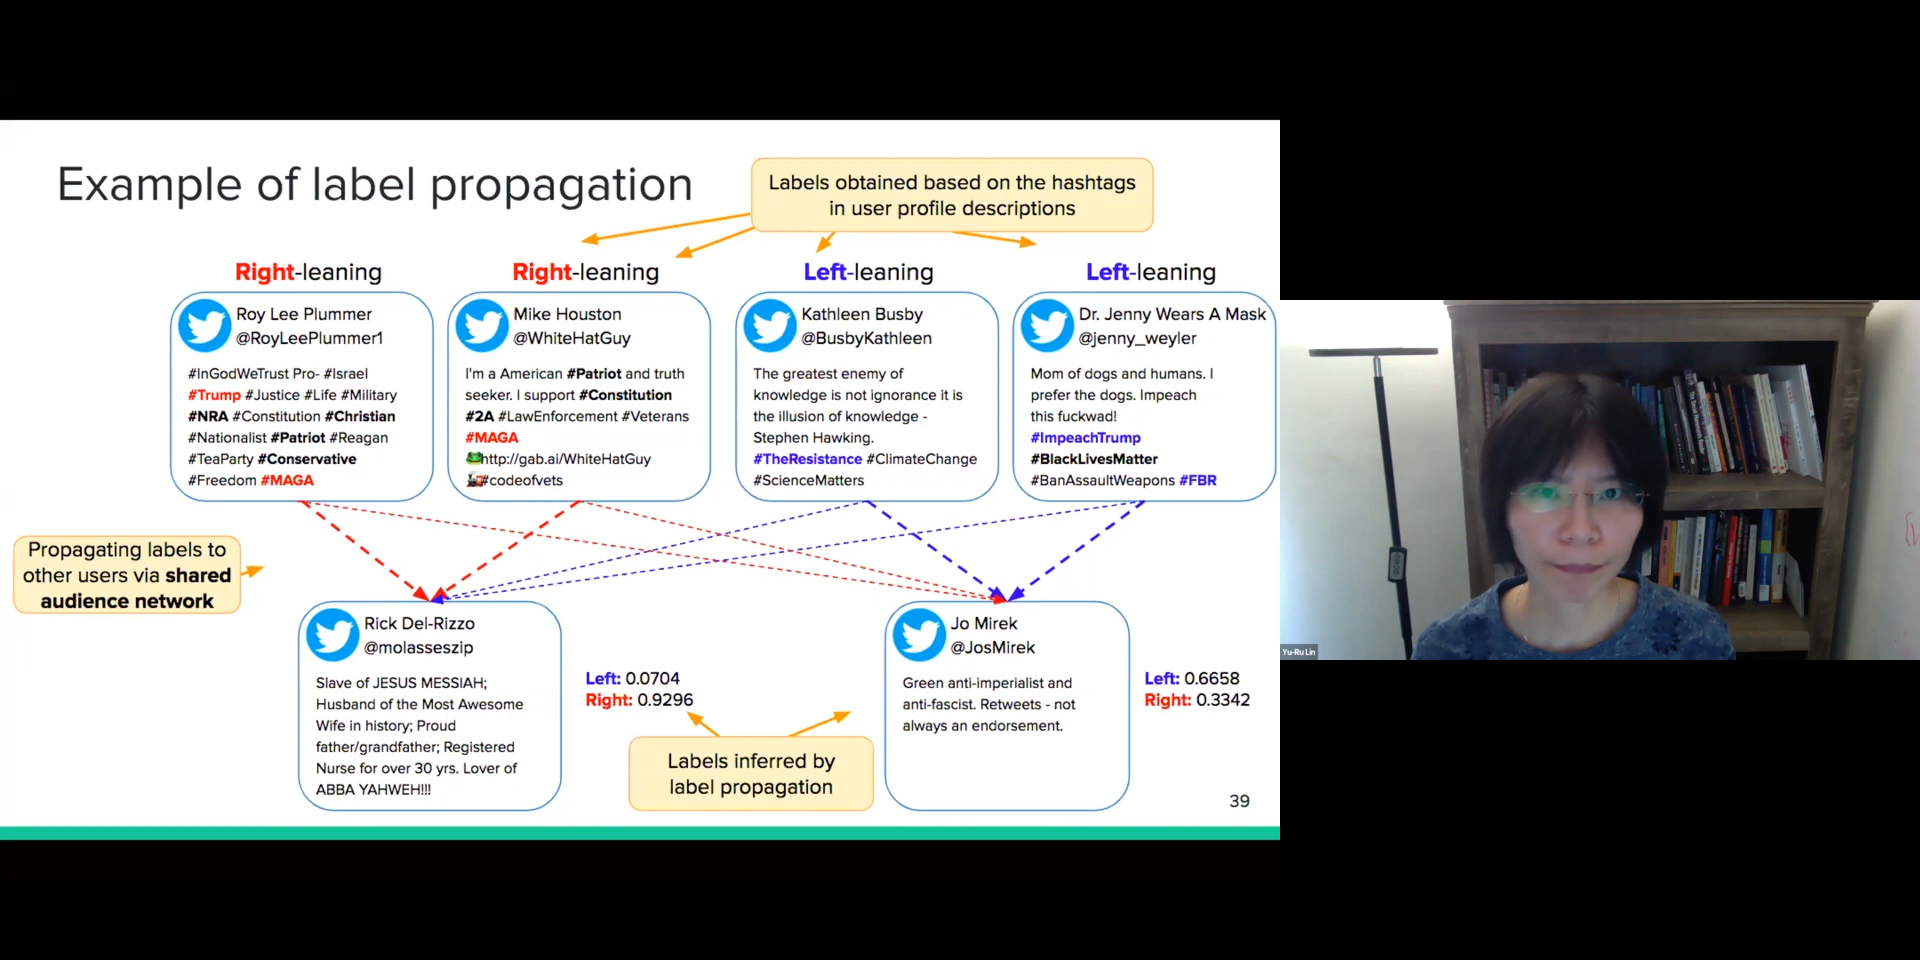 Example of label propagation
Labels obtained based on the hashtags
in user profile descriptions
Right-leaning
Roy Lee Plummer
@RoyLeePlummer1
#InGodWeTrust Pro- #Israel
#Trump #Justice #Life #Military
#NRA #Constitution #Christian
#Nationalist #Patriot #Reagan
#TeaParty #Conservative
#Freedom #MAGA
Right-leaning
Mike Houston
@WhiteHatGuy
I'm a American #Patriot and truth
seeker. I support #Constitution
#2A #LawEnforcement #Veterans
#MAGA
http://gab.ai/WhiteHatGuy
#codeofvets
Left-leaning
Kathleen Busby
@BusbyKathleen
The greatest enemy of
knowledge is not ignorance it is
the illusion of knowledge -
Stephen Hawking.
#TheResistance #ClimateChange
#ScienceMatters
Left-leaning
Dr. Jenny Wears A Mask
@jenny_weyler
Mom of dogs and humans. I
prefer the dogs. Impeach
this fuckwad!
#ImpeachTrump
#BlackLivesMatter
#BanAssaultWeapons #FBR
Propagating labels to
other users via shared
audience network
Rick Del-Rizzo
@molasseszip
Slave of JESUS MESSIAH;
Husband of the Most Awesome
Wife in history; Proud
father/grandfather; Registered
Nurse for over 30 yrs. Lover of
ABBA YAHWEH!!!
Left: 0.0704
Right: 0.9296
Labels inferred by
label propagation
Jo Mirek
@JosMirek
Green anti-imperialist and
anti-fascist. Retweets - not
always an endorsement.
Left: 0.6658
Right: 0.3342
39
Yu-Ru Lin